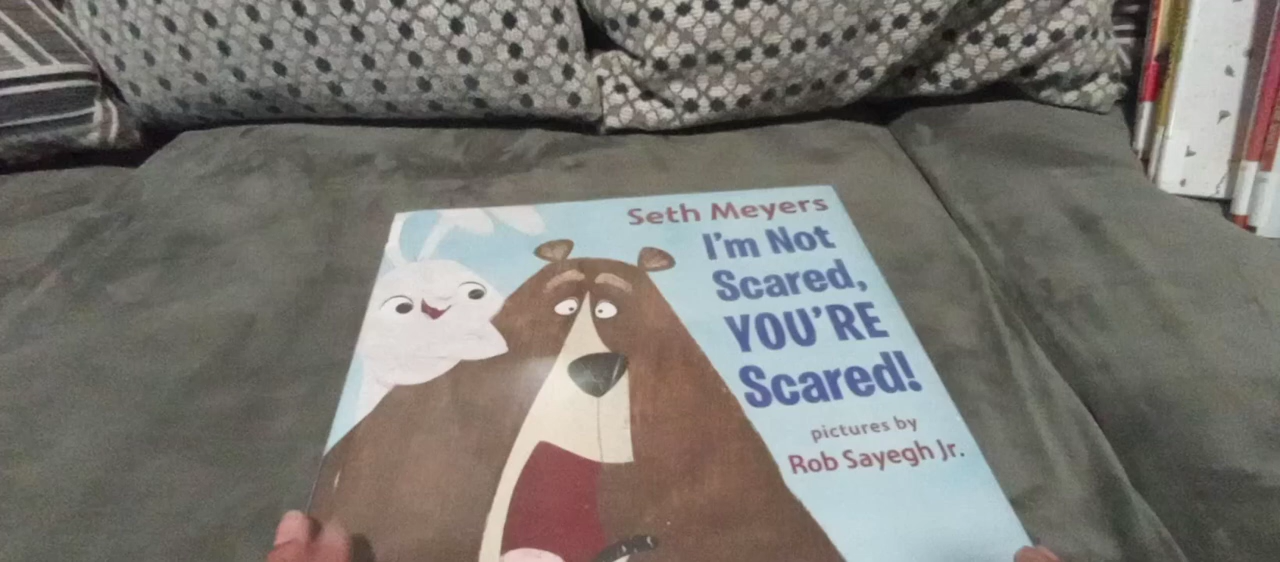 Seth Meyers
I'm Not
Scared,
YOU'RE
Scared!
pictures by
Rob Sayegh Jr.